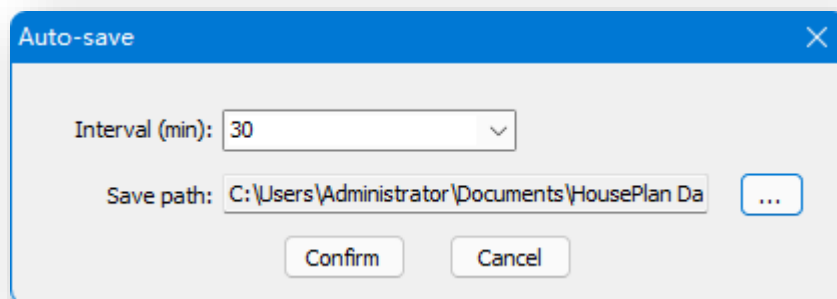 Auto-save
Interval (min): 30
Save path: C:\Users\Administrator\Documents\HousePlan Da ...
Confirm Cancel